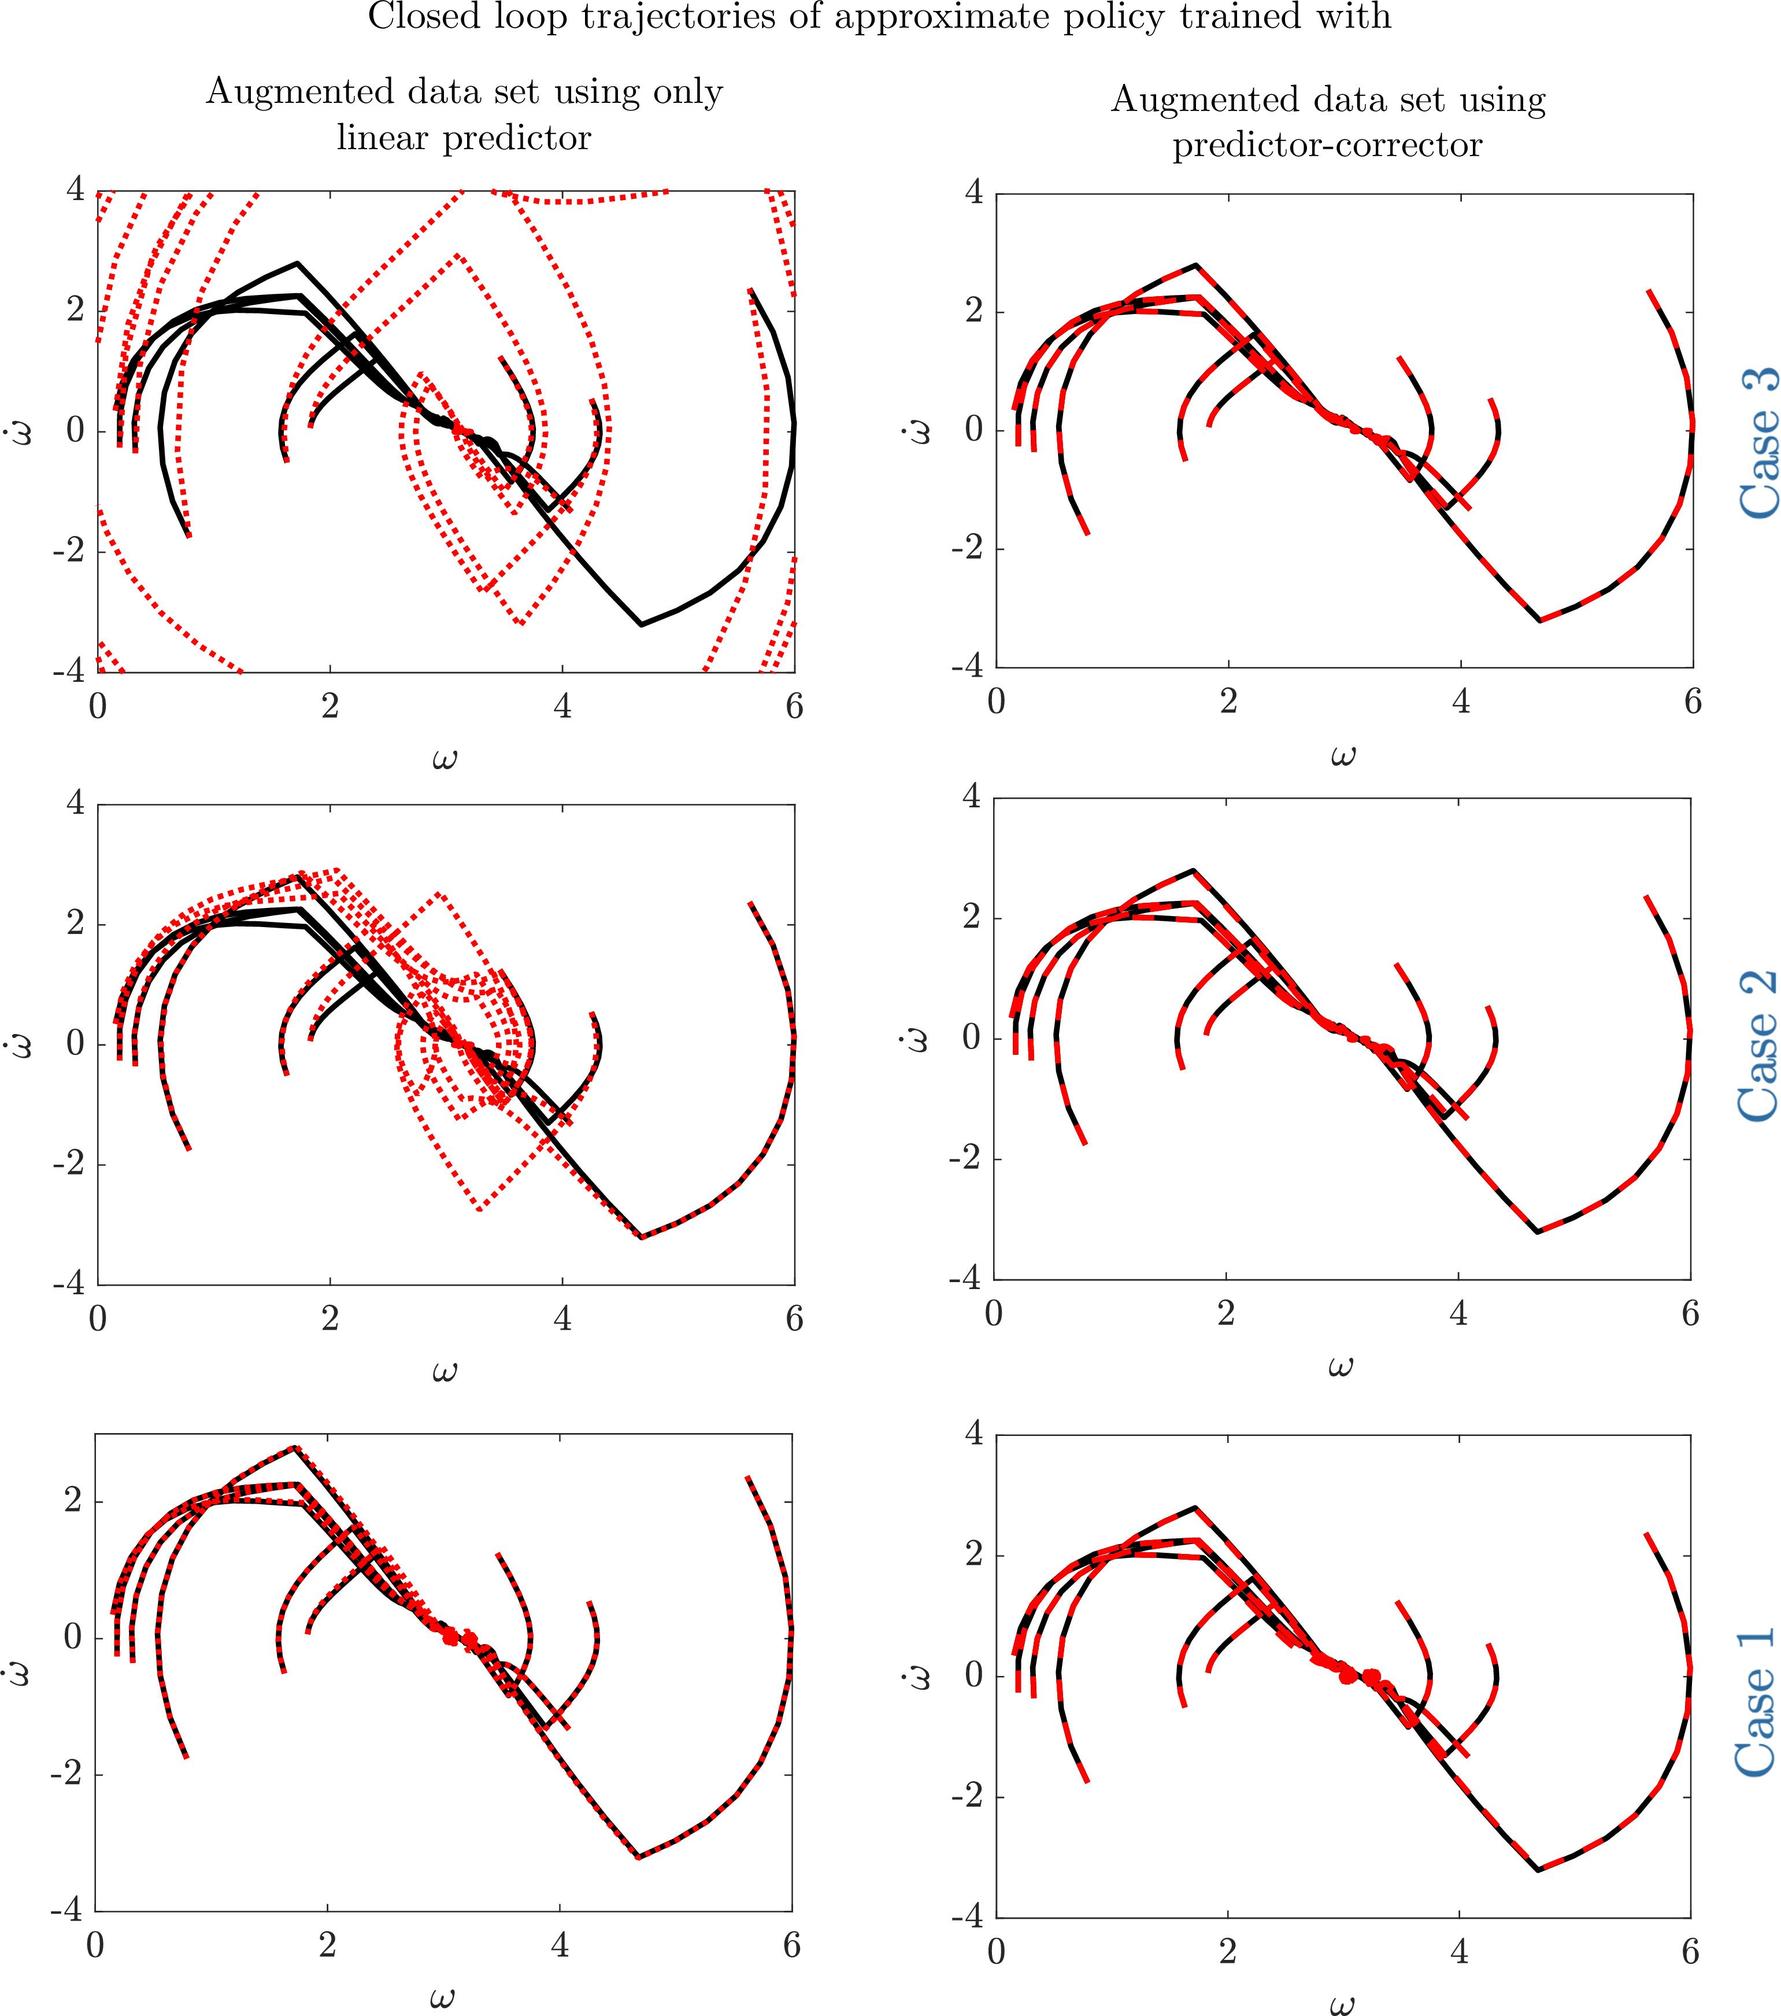 Closed loop trajectories of approximate policy trained with
Augmented data set using only
linear predictor
Augmented data set using
predictor-corrector
4
2
0
-2
-4
0 2 4 6
ω̇
ω
4
2
0
-2
-4
0 2 4 6
ω̇
ω
Case 3
4
2
0
-2
-4
0 2 4 6
ω̇
ω
4
2
0
-2
-4
0 2 4 6
ω̇
ω
Case 2
2
0
-2
-4
0 2 4 6
ω̇
ω
4
2
0
-2
-4
0 2 4 6
ω̇
ω
Case 1